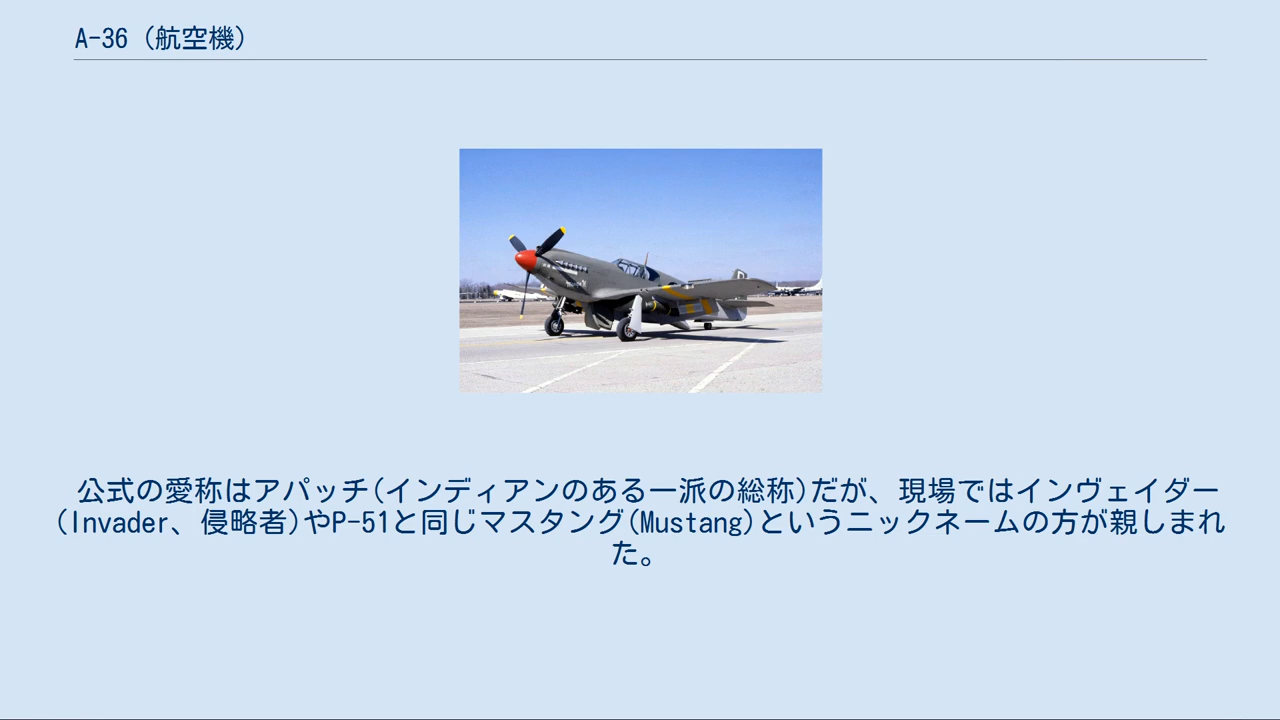 A-36 (航空機)
公式の愛称はアパッチ(インディアンのある一派の総称)だが、現場ではインヴェイダー
(Invader、侵略者)やP-51と同じマスタング(Mustang)というニックネームの方が親しまれ
た。